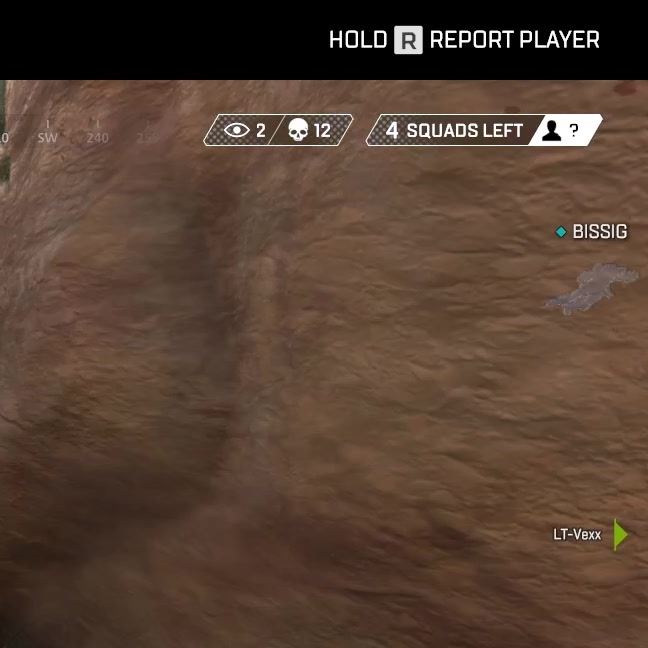 HOLD R REPORT PLAYER
SW 240
2 12 4 SQUADS LEFT ?
BISSIG
LT-Vexx